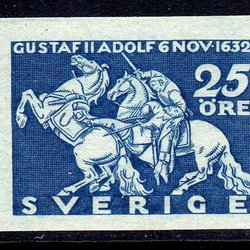 GUSTAF II ADOLF 6 NOV·1632
25
ÖRE
SVERIGE